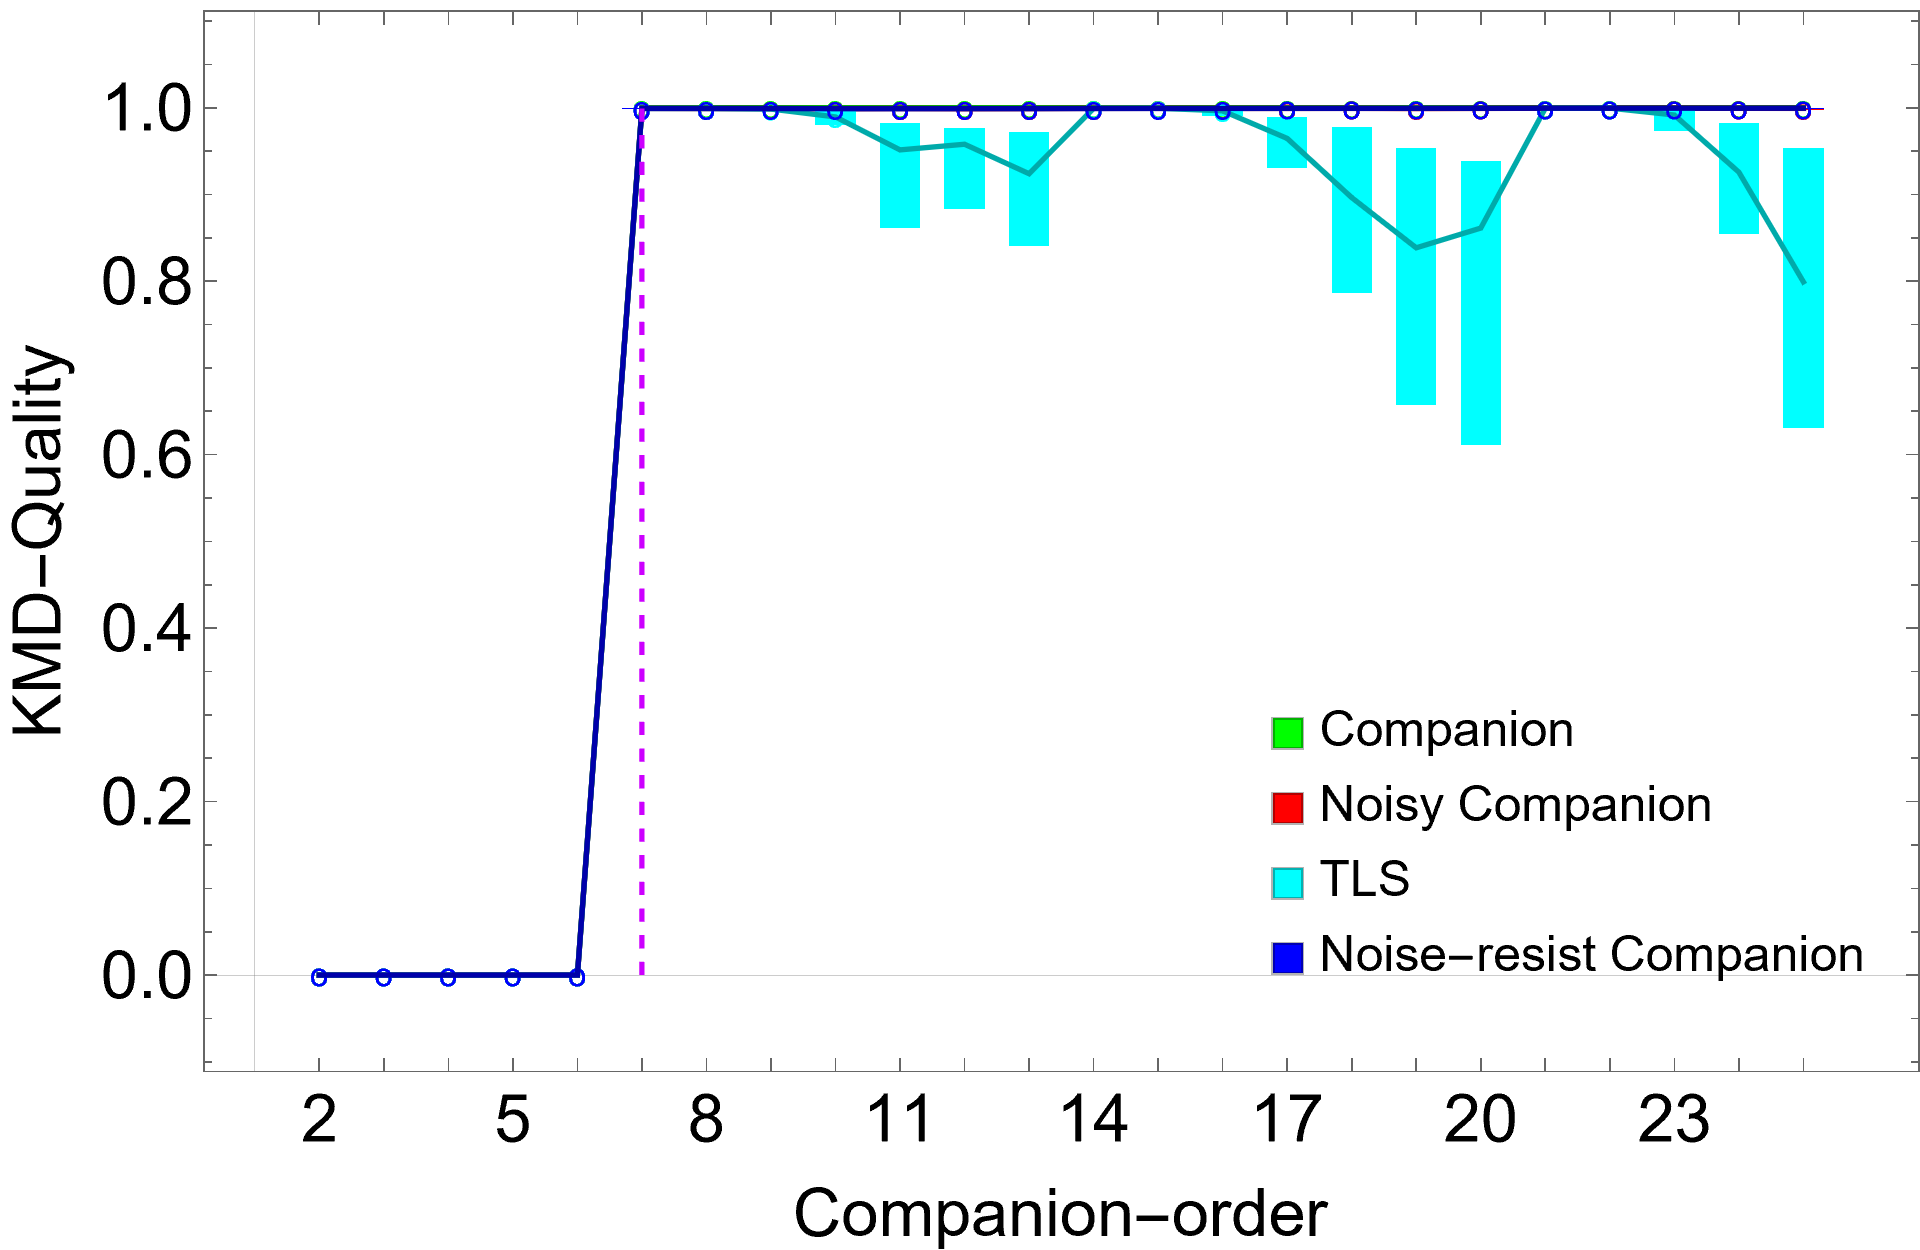 KMD–Quality
1.0
0.8
0.6
0.4
0.2
0.0
Companion
Noisy Companion
TLS
Noise–resist Companion
2 5 8 11 14 17 20 23
Companion–order